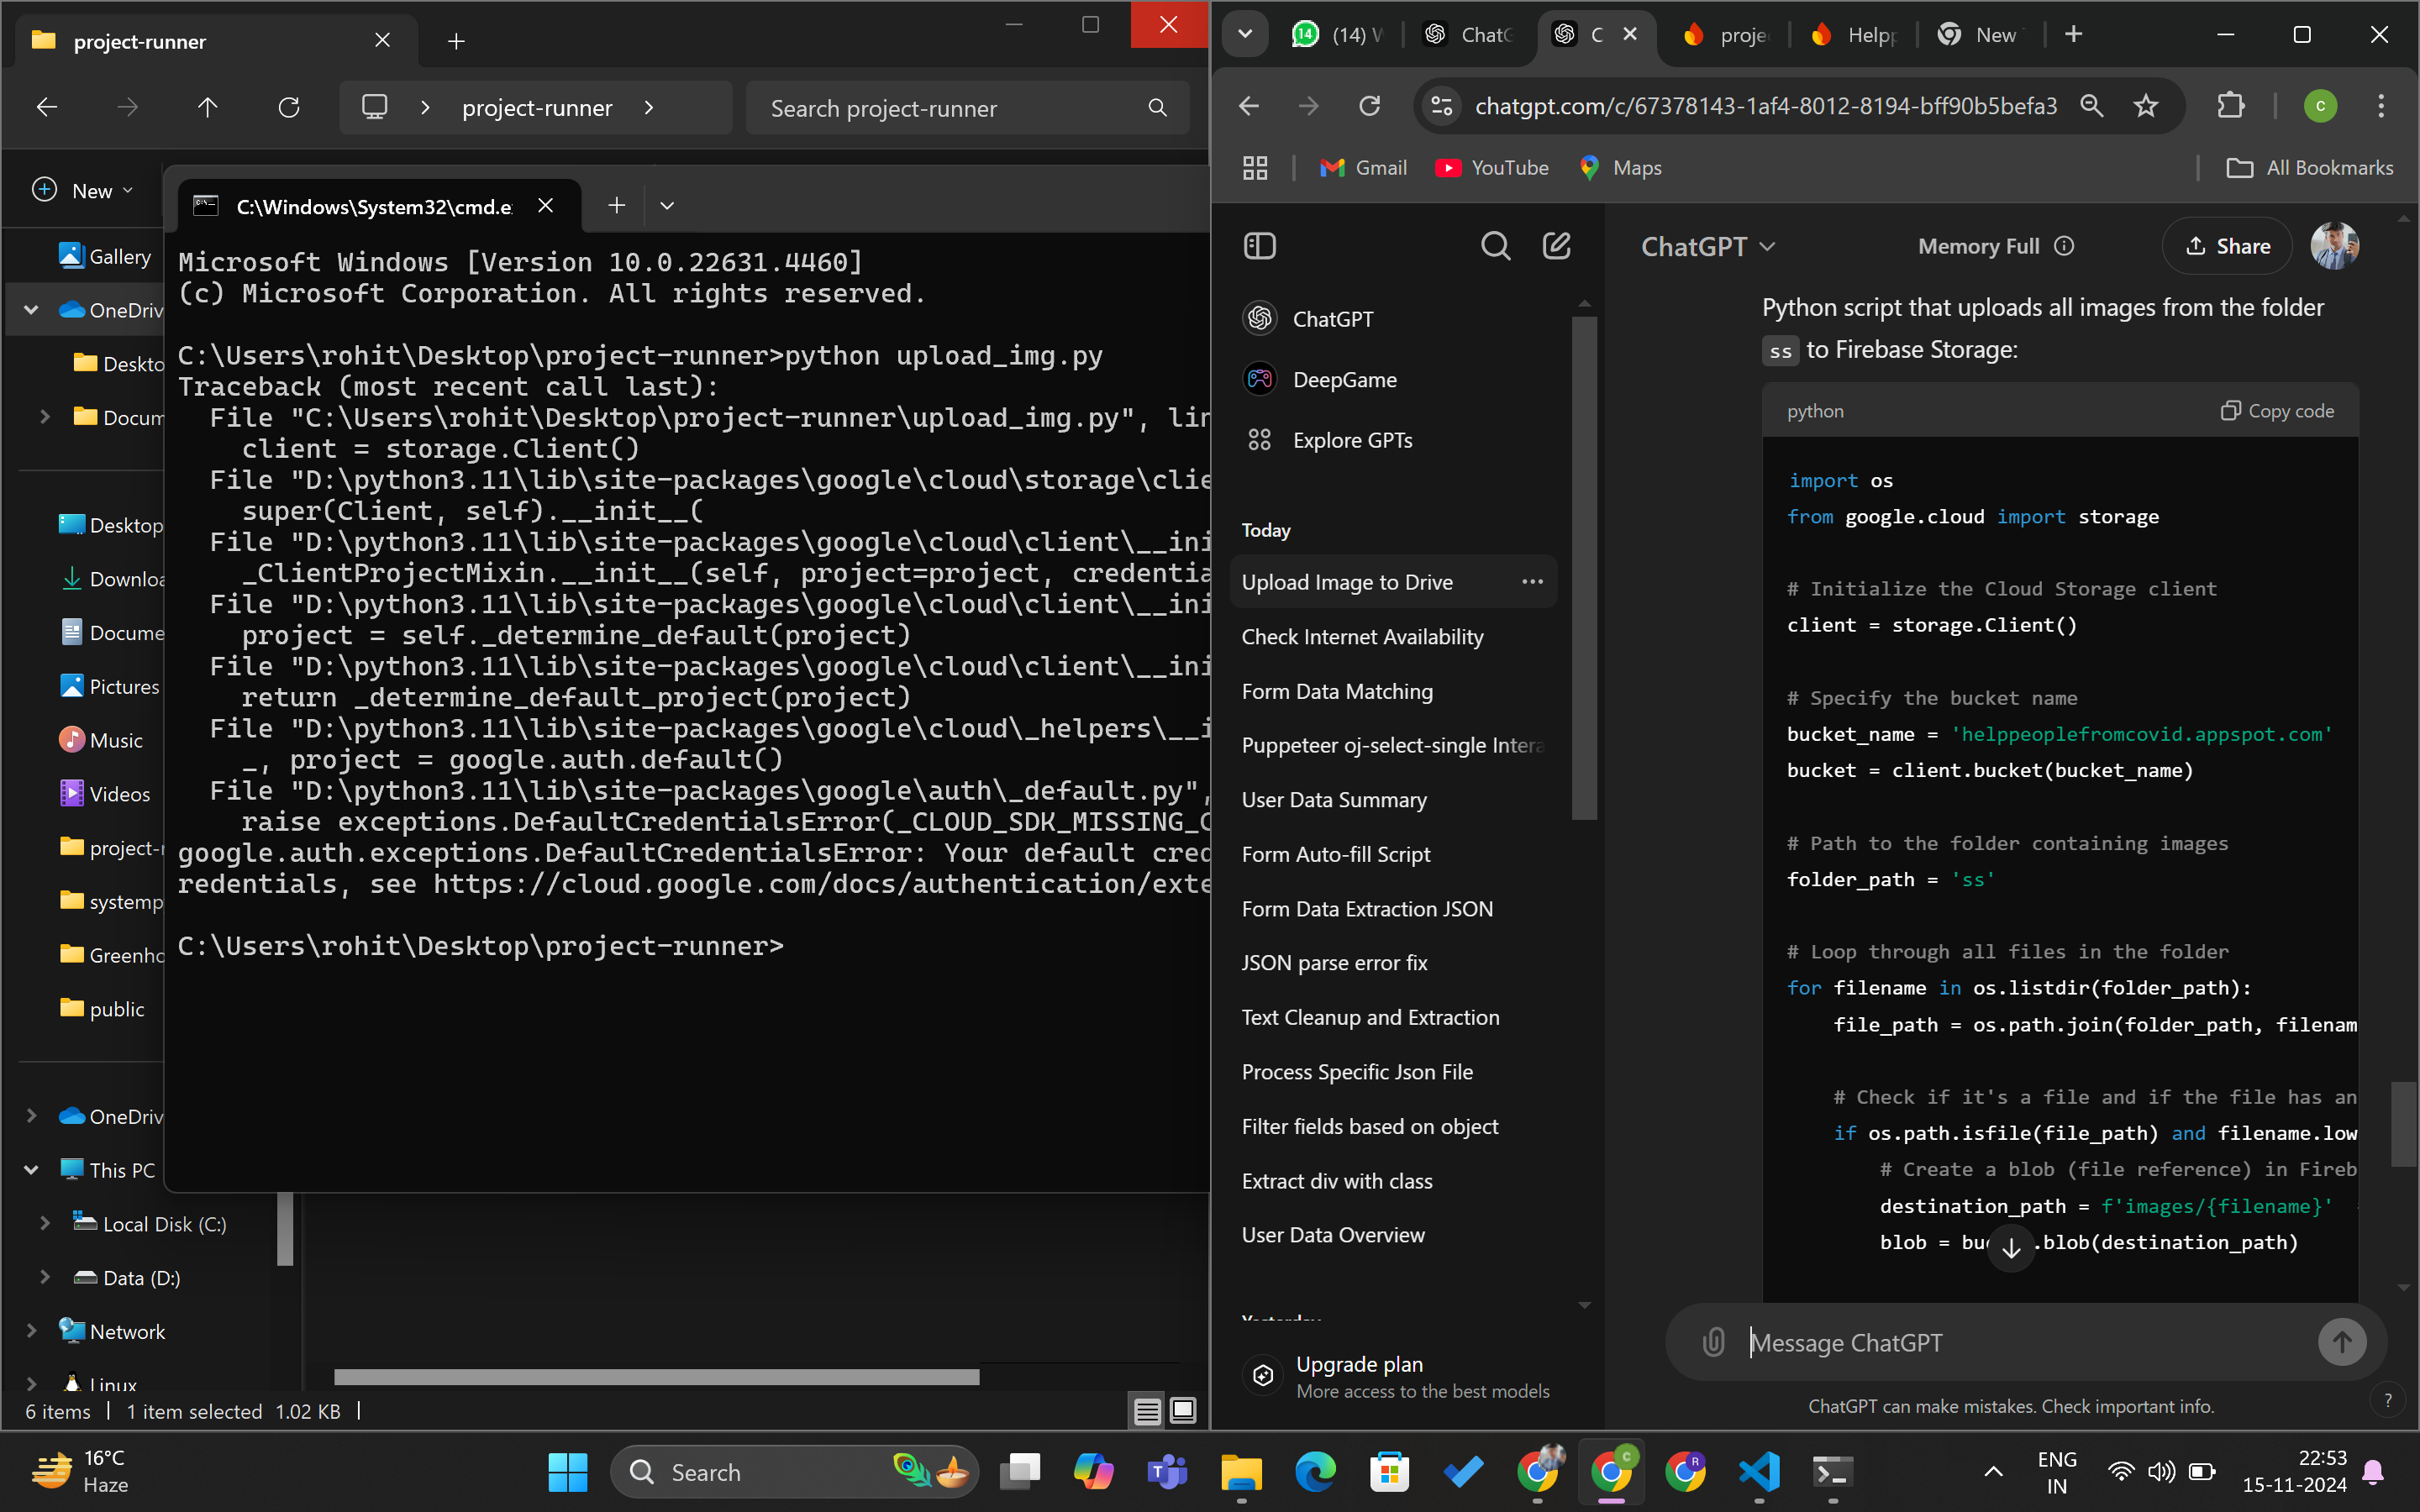 project-runner
project-runner
Search project-runner
New
Gallery
OneDriv
Deskto
Docum
Desktop
Downloa
Docume
Pictures
Music
Videos
project-r
systemp
Greenho
public
OneDriv
This PC
Local Disk (C:)
Data (D:)
Network
Linux
6 items
1 item selected 1.02 KB
C:\Windows\System32\cmd.e
Microsoft Windows [Version 10.0.22631.4460]
(c) Microsoft Corporation. All rights reserved.
C:\Users\rohit\Desktop\project-runner>python upload_img.py
Traceback (most recent call last):
File "C:\Users\rohit\Desktop\project-runner\upload_img.py", lin
client = storage.Client()
File "D:\python3.11\lib\site-packages\google\cloud\storage\clie
super(Client, self).__init__(
File "D:\python3.11\lib\site-packages\google\cloud\client\__ini
_ClientProjectMixin.__init__(self, project=project, credentia
File "D:\python3.11\lib\site-packages\google\cloud\client\__ini
project = self._determine_default(project)
File "D:\python3.11\lib\site-packages\google\cloud\client\__ini
return _determine_default_project(project)
File "D:\python3.11\lib\site-packages\google\cloud\_helpers\__i
_, project = google.auth.default()
File "D:\python3.11\lib\site-packages\google\auth\_default.py",
raise exceptions.DefaultCredentialsError(_CLOUD_SDK_MISSING_C
google.auth.exceptions.DefaultCredentialsError: Your default cred
redentials, see https://cloud.google.com/docs/authentication/exte
C:\Users\rohit\Desktop\project-runner>
14
(14) W
ChatG
C
proje
Helpp
New
chatgpt.com/c/67378143-1af4-8012-8194-bff90b5befa3
c
Gmail
YouTube
Maps
All Bookmarks
ChatGPT
DeepGame
Explore GPTs
Today
Upload Image to Drive
Check Internet Availability
Form Data Matching
Puppeteer oj-select-single Intera
User Data Summary
Form Auto-fill Script
Form Data Extraction JSON
JSON parse error fix
Text Cleanup and Extraction
Process Specific Json File
Filter fields based on object
Extract div with class
User Data Overview
Yesterday
Upgrade plan
More access to the best models
ChatGPT
Memory Full
Share
Python script that uploads all images from the folder
ss to Firebase Storage:
python
Copy code
import os
from google.cloud import storage
# Initialize the Cloud Storage client
client = storage.Client()
# Specify the bucket name
bucket_name = 'helppeoplefromcovid.appspot.com'
bucket = client.bucket(bucket_name)
# Path to the folder containing images
folder_path = 'ss'
# Loop through all files in the folder
for filename in os.listdir(folder_path):
file_path = os.path.join(folder_path, filenam
# Check if it's a file and if the file has an
if os.path.isfile(file_path) and filename.low
# Create a blob (file reference) in Fireb
destination_path = f'images/{filename}'
blob = bu .blob(destination_path)
Message ChatGPT
ChatGPT can make mistakes. Check important info.
?
16°C
Haze
Search
T
C
R
ENG
IN
22:53
15-11-2024